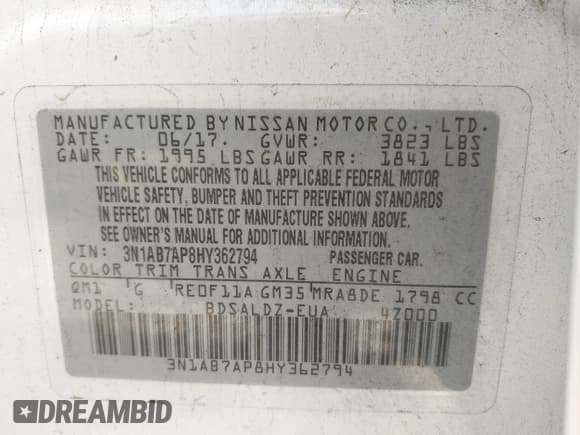 MANUFACTURED BY NISSAN MOTOR CO., LTD.
DATE: 06/17. GVWR: 3823 LBS
GAWR FR: 1995 LBS GAWR RR: 1841 LBS
THIS VEHICLE CONFORMS TO ALL APPLICABLE FEDERAL MOTOR
VEHICLE SAFETY, BUMPER AND THEFT PREVENTION STANDARDS
IN EFFECT ON THE DATE OF MANUFACTURE SHOWN ABOVE.
SEE OWNER'S MANUAL FOR ADDITIONAL INFORMATION
VIN: 3N1AB7AP8HY362794 PASSENGER CAR.
COLOR TRIM TRANS AXLE ENGINE
QM1 G RE0F11A GM35 MRA8DE 1798 CC
MODEL: BDSALDZ-EUA 4Z000
3N1AB7AP8HY362794
DREAMBID